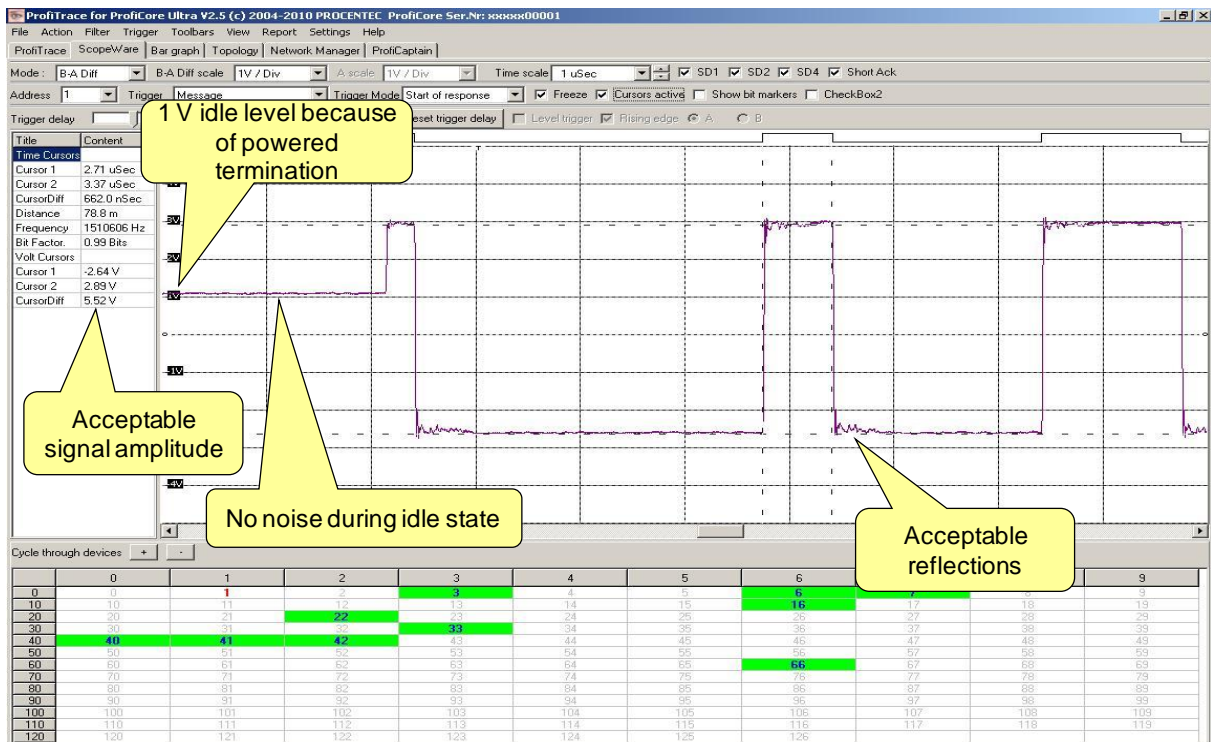 ProfiTrace for ProfiCore Ultra V2.5 (c) 2004-2010 PROCENTEC ProfiCore Ser.Nr: xxxxx00001
File Action Filter Trigger Toolbars View Report Settings Help
ProfiTrace ScopeWare Bar graph Topology Network Manager ProfiCaptain
Mode : B-A Diff B-A Diff scale 1V / Div A scale 1V / Div Time scale 1 uSec SD1 SD2 SD4 Short Ack
Address 1 Trigger Message Trigger Mode Start of response Freeze Cursors active Show bit markers CheckBox2
Trigger delay eset trigger delay Level trigger Rising edge A B
1 V idle level because
of powered
termination
Title Content
Time Cursors
Cursor 1 2.71 uSec
Cursor 2 3.37 uSec
CursorDiff 662.0 nSec
Distance 78.8 m
Frequency 1510606 Hz
Bit Factor. 0.99 Bits
Volt Cursors
Cursor 1 -2.64 V
Cursor 2 2.89 V
CursorDiff 5.52 V
3V
2V
1V
0
-1V
-4V
T
Acceptable
signal amplitude
No noise during idle state
Acceptable
reflections
Cycle through devices + -
0 1 2 3 4 5 6 9
0 0 1 2 3 4 5 6 7 8 9
10 10 11 12 13 14 15 16 17 18 19
20 20 21 22 23 24 25 26 27 28 29
30 30 31 32 33 34 35 36 37 38 39
40 40 41 42 43 44 45 46 47 48 49
50 50 51 52 53 54 55 56 57 58 59
60 60 61 62 63 64 65 66 67 68 69
70 70 71 72 73 74 75 76 77 78 79
80 80 81 82 83 84 85 86 87 88 89
90 90 91 92 93 94 95 96 97 98 99
100 100 101 102 103 104 105 106 107 108 109
110 110 111 112 113 114 115 116 117 118 119
120 120 121 122 123 124 125 126